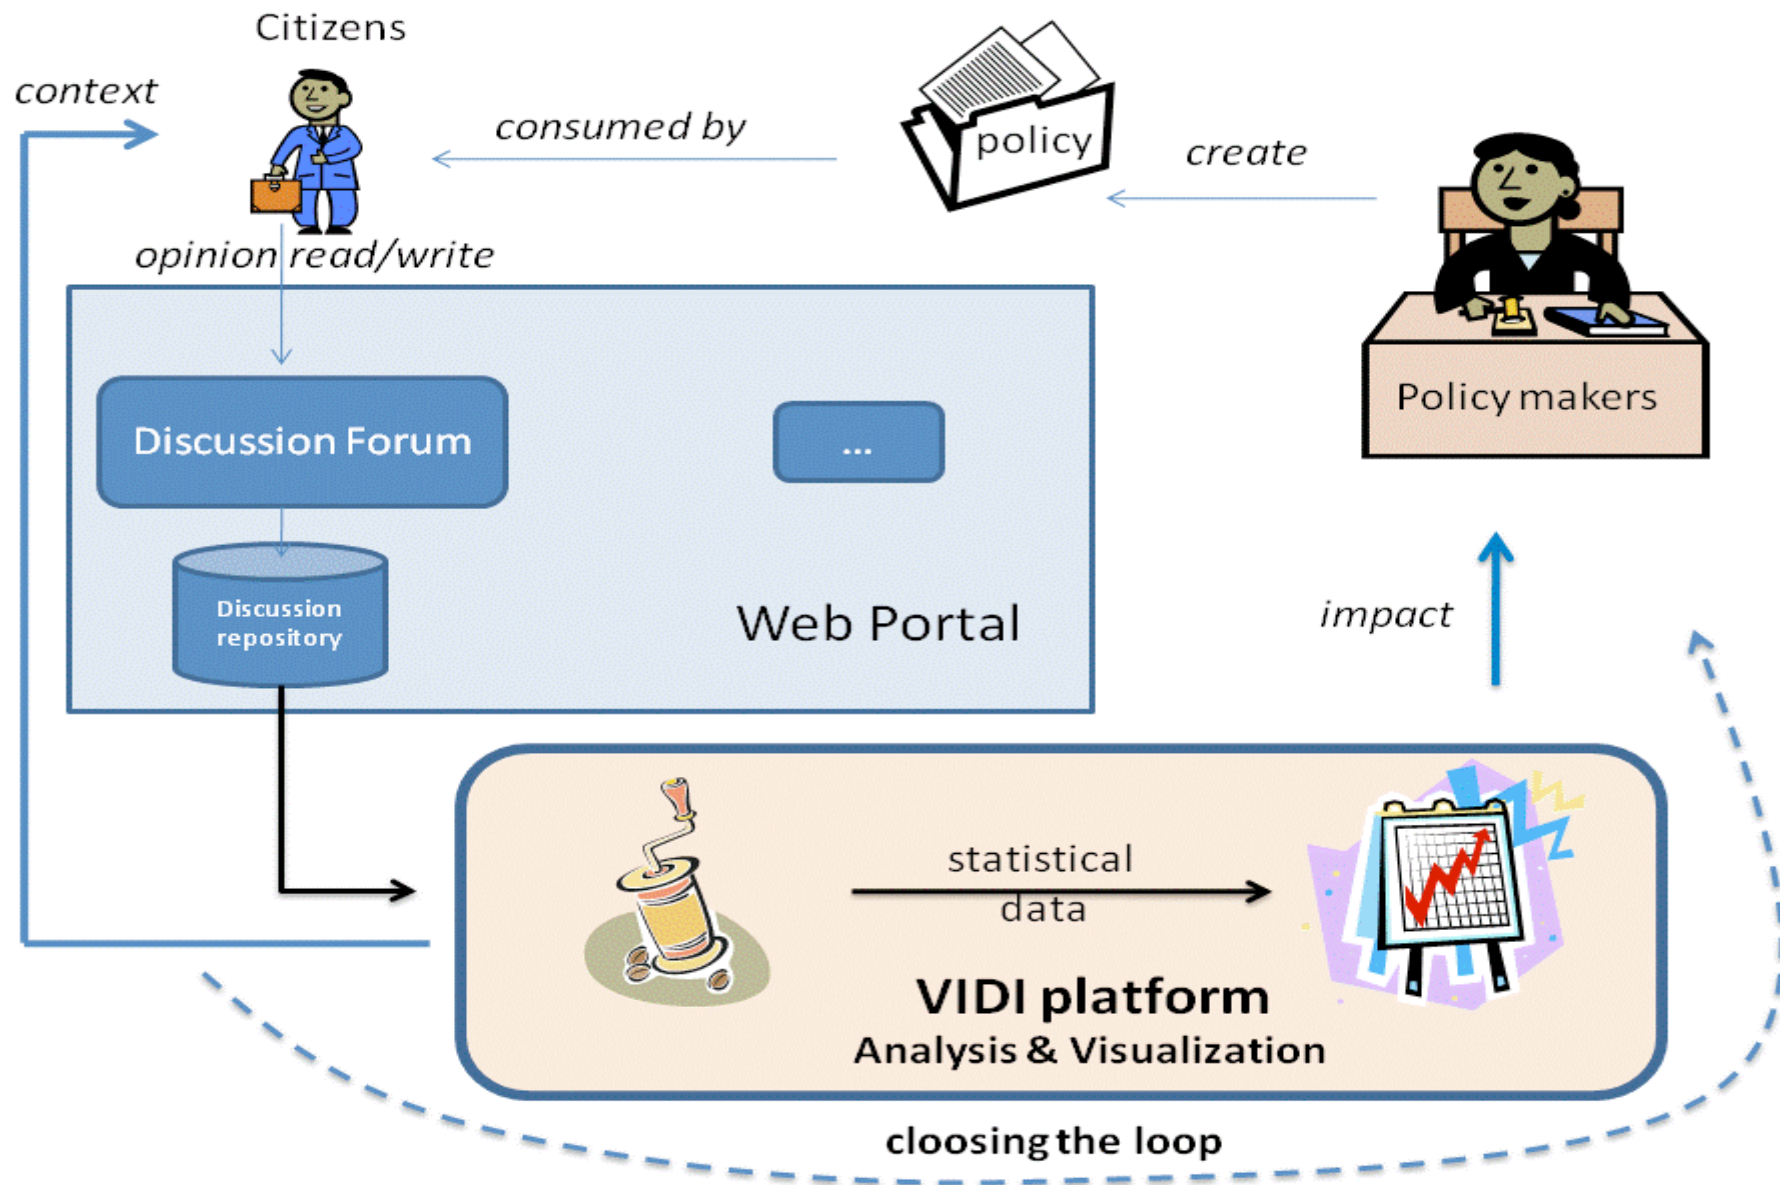 Citizens
context
consumed by
policy
create
opinion read/write
Discussion Forum
...
Policy makers
Discussion
repository
Web Portal
impact
statistical
data
VIDI platform
Analysis & Visualization
cloosing the loop